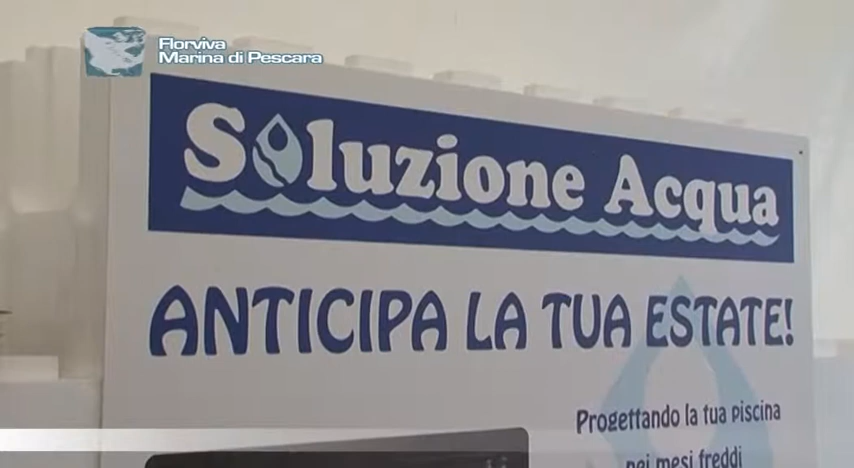 Florviva
Marina di Pescara
Soluzione Acqua
ANTICIPA LA TUA ESTATE!
Progettando la tua piscina
nei mesi freddi